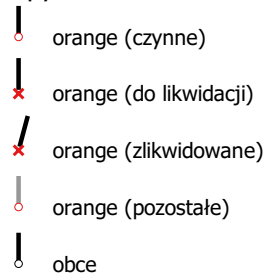 orange (czynne)
orange (do likwidacji)
orange (zlikwidowane)
orange (pozostałe)
obce